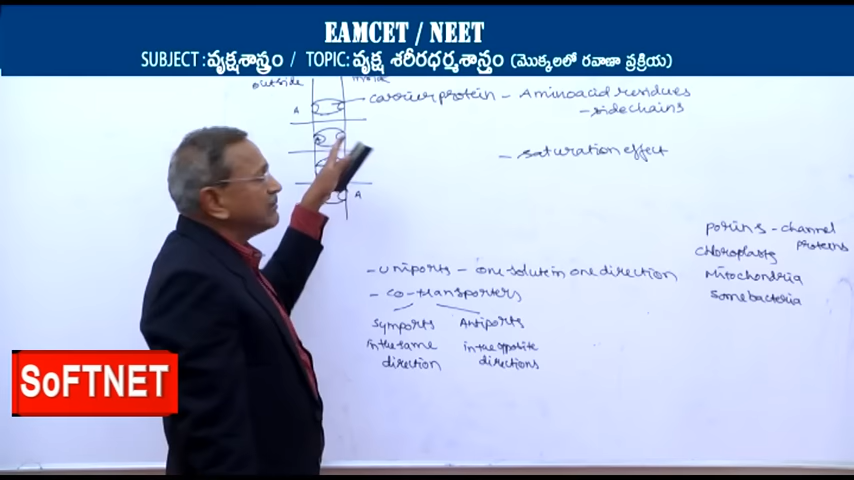 EAMCET / NEET
SUBJECT : వృక్షశాస్త్రం / TOPIC: వృక్ష శరీరధర్మశాస్త్రం (మొక్కలలో రవాణా ప్రక్రియ)
outside inside
A carrier protein - Aminoacid residues
- sidechains
A
- saturation effect
A
porins - channel
proteins
chloroplasts
Mitochondria
some bacteria
- Uniports - one solute in one direction
- co-transporters
symports Antiports
in the same in the opposite
direction directions
SoFTNET